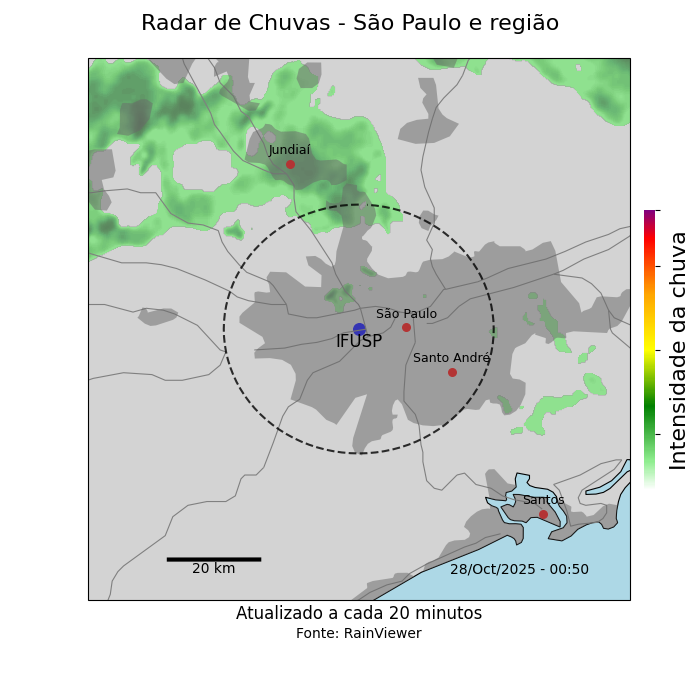 Radar de Chuvas - São Paulo e região
Jundiaí
São Paulo
IFUSP
Santo André
Santos
20 km
28/Oct/2025 - 00:50
Intensidade da chuva
Atualizado a cada 20 minutos
Fonte: RainViewer